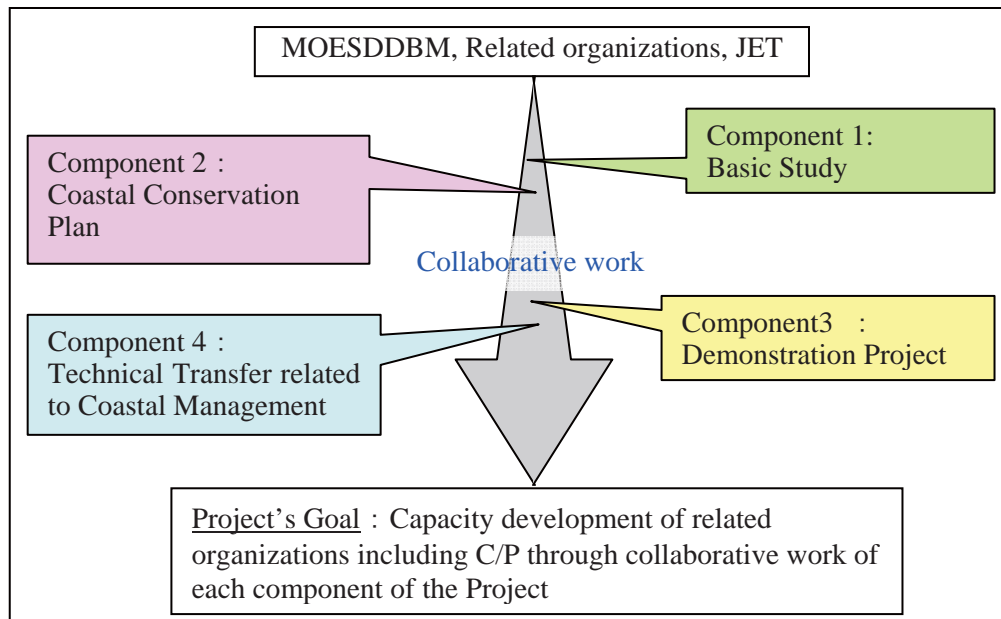 MOESDDBM, Related organizations, JET
Component 1:
Basic Study
Component 2：
Coastal Conservation
Plan
Collaborative work
Component3 ：
Demonstration Project
Component 4：
Technical Transfer related
to Coastal Management
Project's Goal：Capacity development of related
organizations including C/P through collaborative work of
each component of the Project